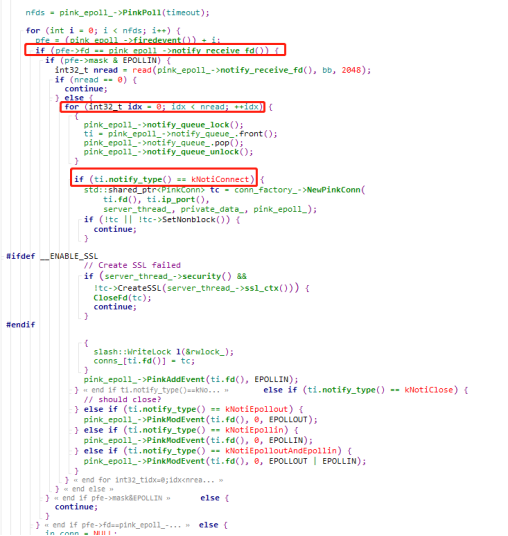 nfds = pink_epoll_->PinkPoll(timeout);
for (int i = 0; i < nfds; i++) {
pfe = (pink_epoll_->firedevent()) + i;
if (pfe->fd == pink_epoll_->notify_receive_fd()) {
if (pfe->mask & EPOLLIN) {
int32_t nread = read(pink_epoll_->notify_receive_fd(), bb, 2048);
if (nread == 0) {
continue;
} else {
for (int32_t idx = 0; idx < nread; ++idx) {
{
pink_epoll_->notify_queue_lock();
ti = pink_epoll_->notify_queue_.front();
pink_epoll_->notify_queue_.pop();
pink_epoll_->notify_queue_unlock();
}
if (ti.notify_type() == kNotiConnect) {
std::shared_ptr<PinkConn> tc = conn_factory_->NewPinkConn(
ti.fd(), ti.ip_port(),
server_thread_, private_data_, pink_epoll_);
if (!tc || !tc->SetNonblock()) {
continue;
}
#ifdef __ENABLE_SSL
// Create SSL failed
if (server_thread_->security() &&
!tc->CreateSSL(server_thread_->ssl_ctx())) {
CloseFd(tc);
continue;
}
#endif
{
slash::WriteLock l(&rwlock_);
conns_[ti.fd()] = tc;
}
pink_epoll_->PinkAddEvent(ti.fd(), EPOLLIN);
} « end if ti.notify_type()==kNo... » else if (ti.notify_type() == kNotiClose) {
// should close?
} else if (ti.notify_type() == kNotiEpollout) {
pink_epoll_->PinkModEvent(ti.fd(), 0, EPOLLOUT);
} else if (ti.notify_type() == kNotiEpollin) {
pink_epoll_->PinkModEvent(ti.fd(), 0, EPOLLIN);
} else if (ti.notify_type() == kNotiEpolloutAndEpollin) {
pink_epoll_->PinkModEvent(ti.fd(), 0, EPOLLOUT | EPOLLIN);
}
} « end for int32_tidx=0;idx<nrea... »
} « end else »
} « end if pfe->mask&EPOLLIN » else {
continue;
}
} « end if pfe->fd==pink_epoll_-... » else {
in_conn = NULL;